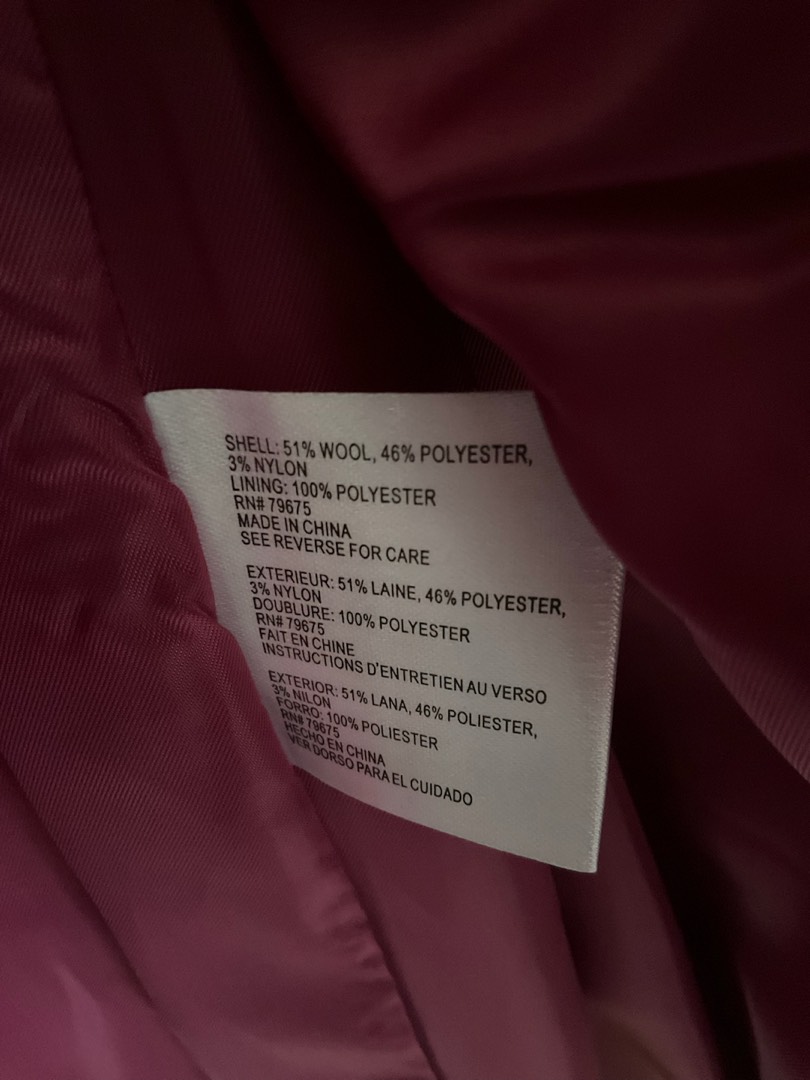 SHELL: 51% WOOL, 46% POLYESTER,
3% NYLON
LINING: 100% POLYESTER
RN# 79675
MADE IN CHINA
SEE REVERSE FOR CARE
EXTERIEUR: 51% LAINE, 46% POLYESTER,
3% NYLON
DOUBLURE: 100% POLYESTER
RN# 79675
FAIT EN CHINE
INSTRUCTIONS D'ENTRETIEN AU VERSO
EXTERIOR: 51% LANA, 46% POLIESTER,
3% NILON
FORRO: 100% POLIESTER
RN# 79675
HECHO EN CHINA
VER DORSO PARA EL CUIDADO